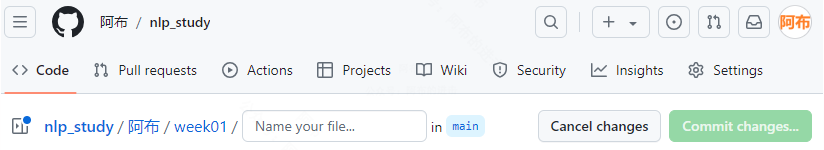 阿布 / nlp_study 阿布
Code Pull requests Actions Projects Wiki Security Insights Settings
nlp_study / 阿布 / week01 / Name your file... in main Cancel changes Commit changes...